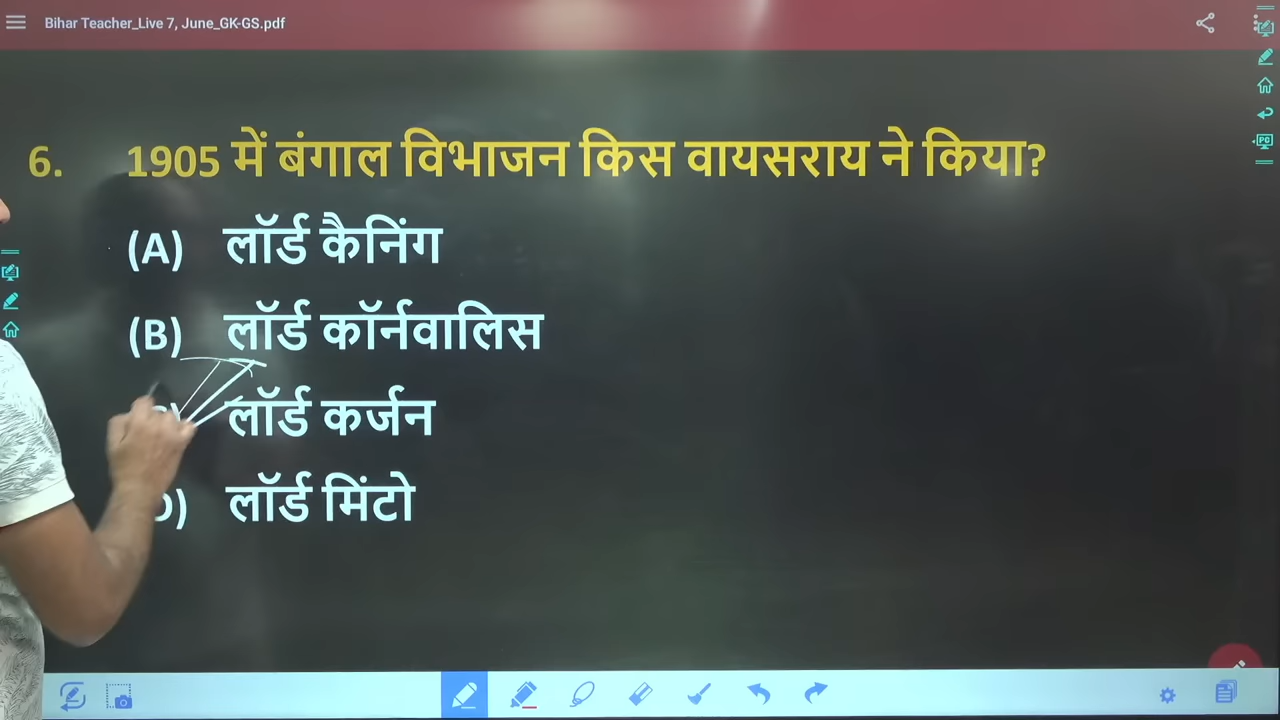 Bihar Teacher_Live 7, June_GK-GS.pdf
6. 1905 में बंगाल विभाजन किस वायसराय ने किया?
(A) लॉर्ड कैनिंग
(B) लॉर्ड कॉर्नवालिस
लॉर्ड कर्जन
D) लॉर्ड मिंटो